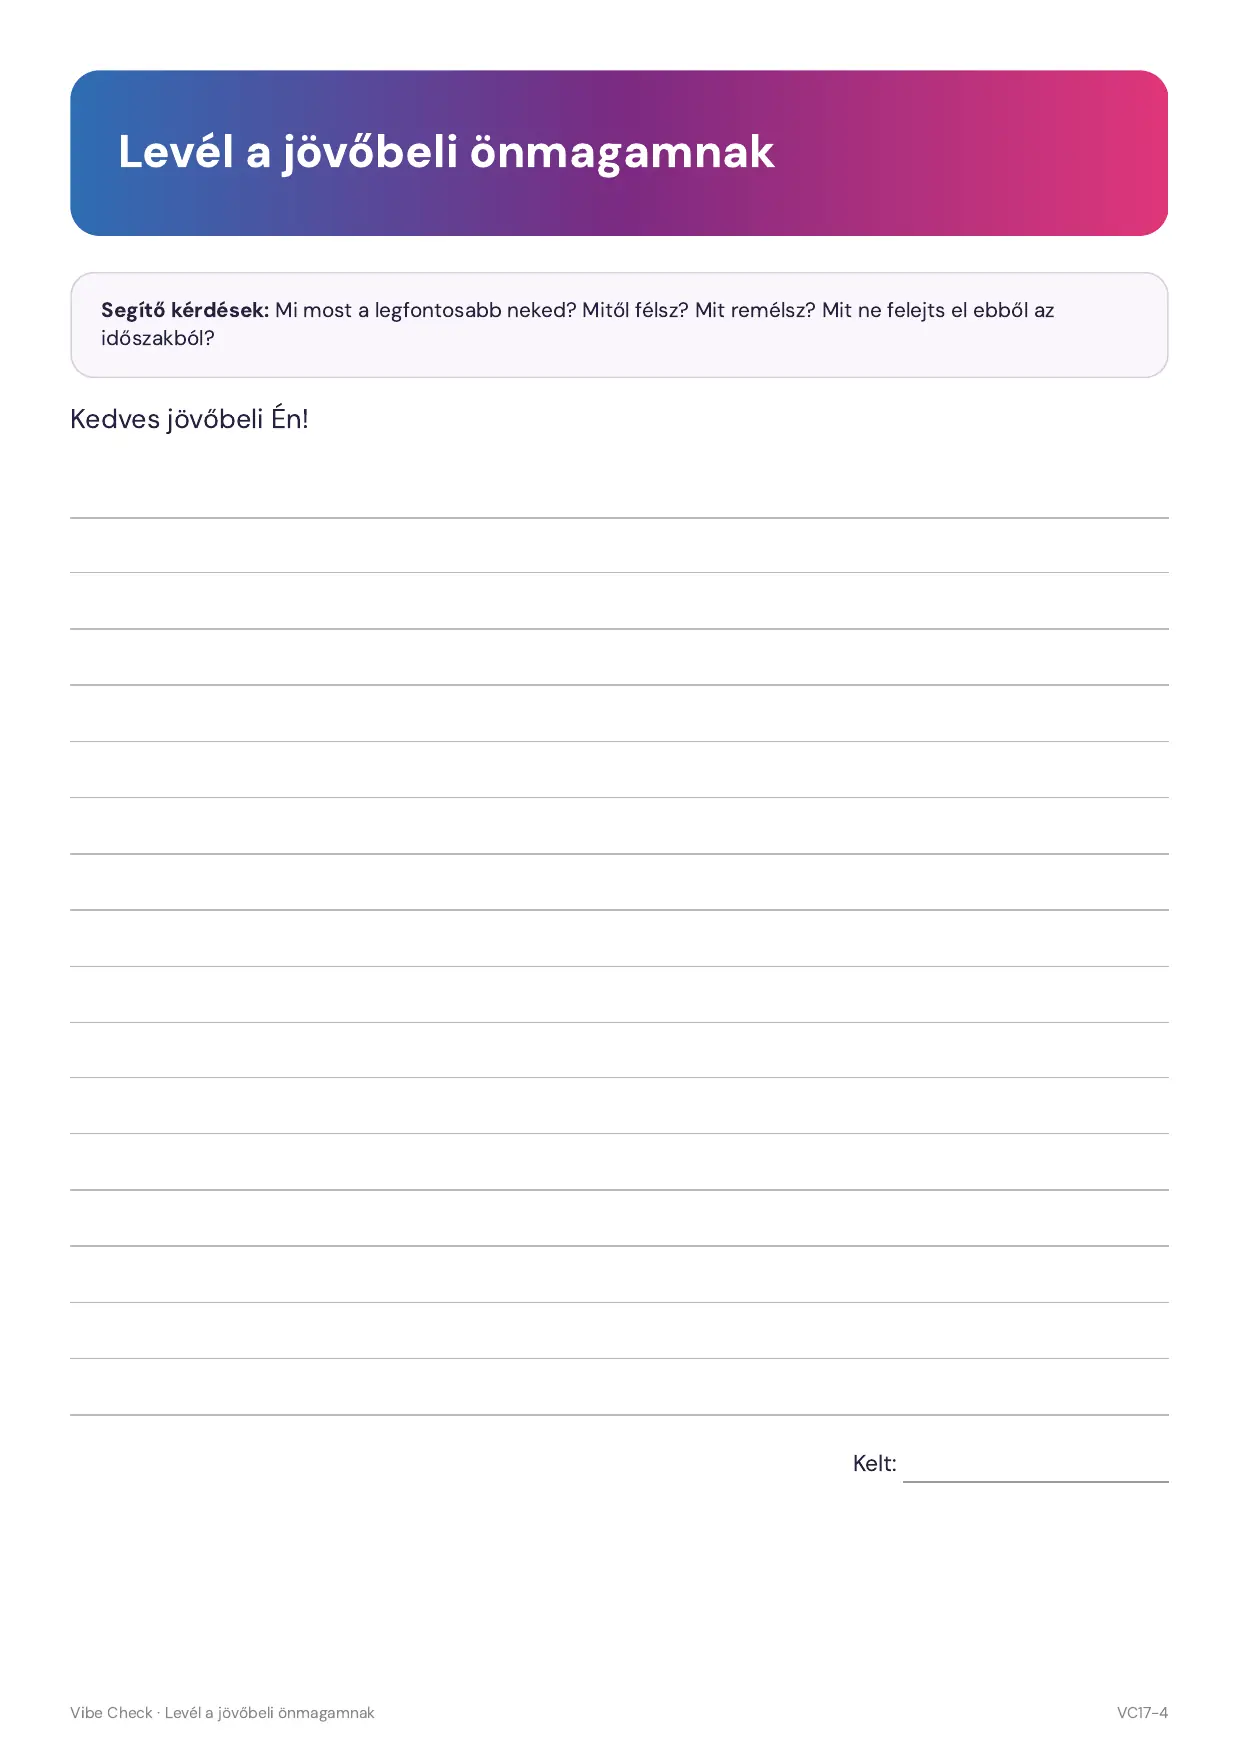 Levél a jövőbeli önmagamnak
Segítő kérdések: Mi most a legfontosabb neked? Mitől félsz? Mit remélsz? Mit ne felejts el ebből az
időszakból?
Kedves jövőbeli Én!
Kelt:
Vibe Check · Levél a jövőbeli önmagamnak
VC17-4